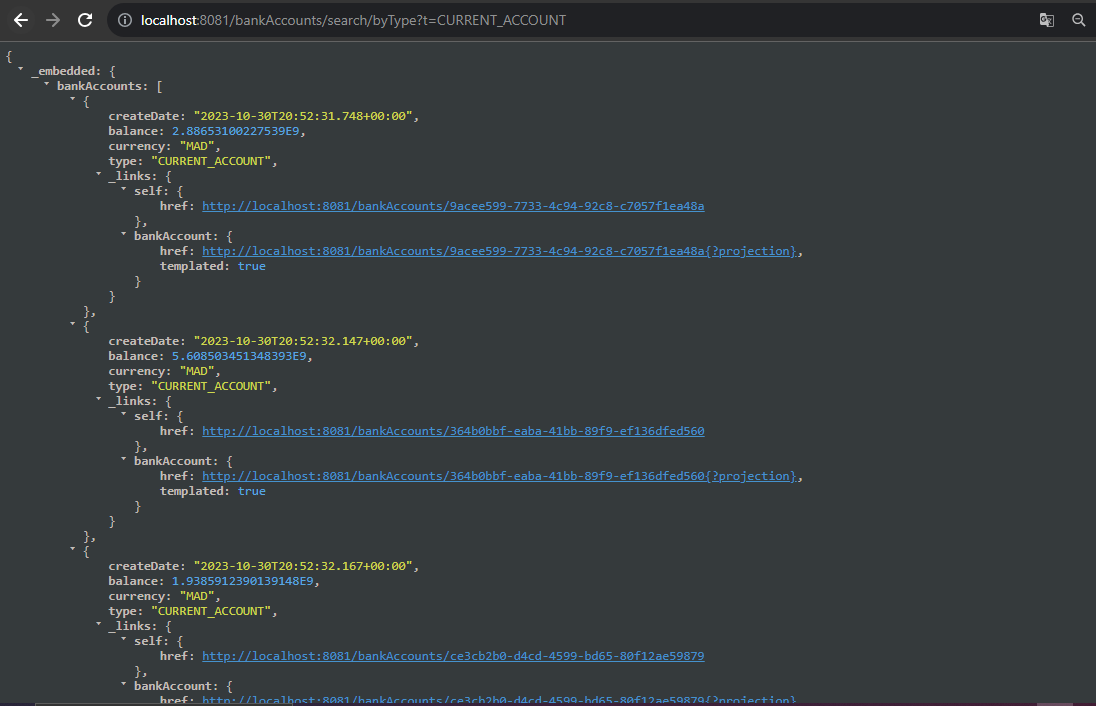 localhost:8081/bankAccounts/search/byType?t=CURRENT_ACCOUNT
{
_embedded: {
bankAccounts: [
{
createDate: "2023-10-30T20:52:31.748+00:00",
balance: 2.88653100227539E9,
currency: "MAD",
type: "CURRENT_ACCOUNT",
_links: {
self: {
href: http://localhost:8081/bankAccounts/9acee599-7733-4c94-92c8-c7057f1ea48a
},
bankAccount: {
href: http://localhost:8081/bankAccounts/9acee599-7733-4c94-92c8-c7057f1ea48a{?projection},
templated: true
}
}
},
{
createDate: "2023-10-30T20:52:32.147+00:00",
balance: 5.608503451348393E9,
currency: "MAD",
type: "CURRENT_ACCOUNT",
_links: {
self: {
href: http://localhost:8081/bankAccounts/364b0bbf-eaba-41bb-89f9-ef136dfed560
},
bankAccount: {
href: http://localhost:8081/bankAccounts/364b0bbf-eaba-41bb-89f9-ef136dfed560{?projection},
templated: true
}
}
},
{
createDate: "2023-10-30T20:52:32.167+00:00",
balance: 1.9385912390139148E9,
currency: "MAD",
type: "CURRENT_ACCOUNT",
_links: {
self: {
href: http://localhost:8081/bankAccounts/ce3cb2b0-d4cd-4599-bd65-80f12ae59879
},
bankAccount: {
href: http://localhost:8081/bankAccounts/ce3cb2b0-d4cd-4599-bd65-80f12ae59879{?projection},